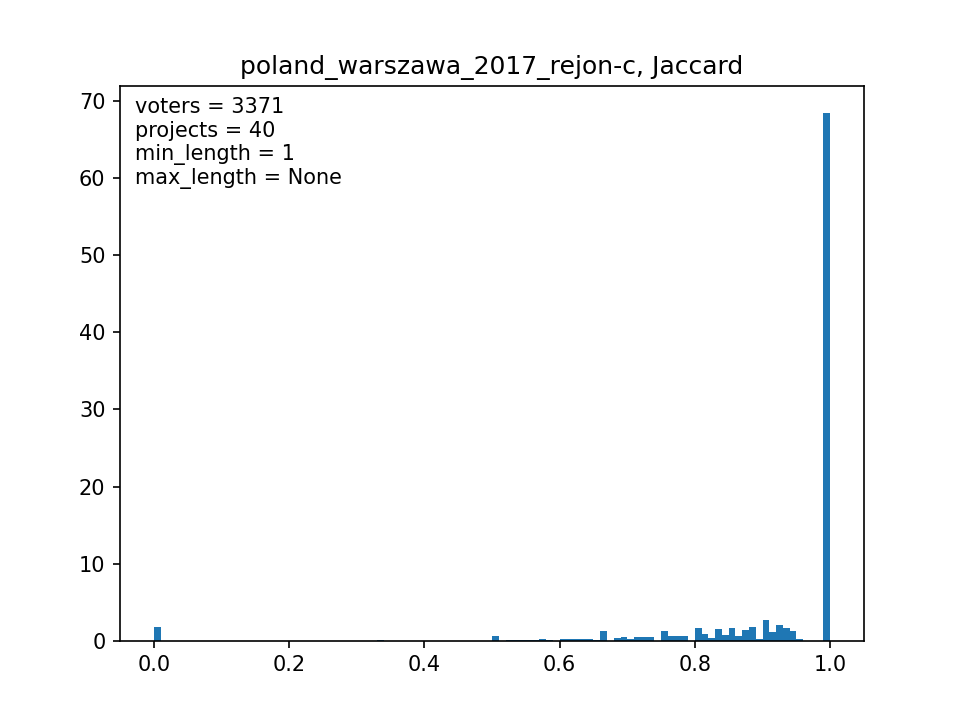 poland_warszawa_2017_rejon-c, Jaccard
voters = 3371
projects = 40
min_length = 1
max_length = None
70
60
50
40
30
20
10
0
0.0 0.2 0.4 0.6 0.8 1.0